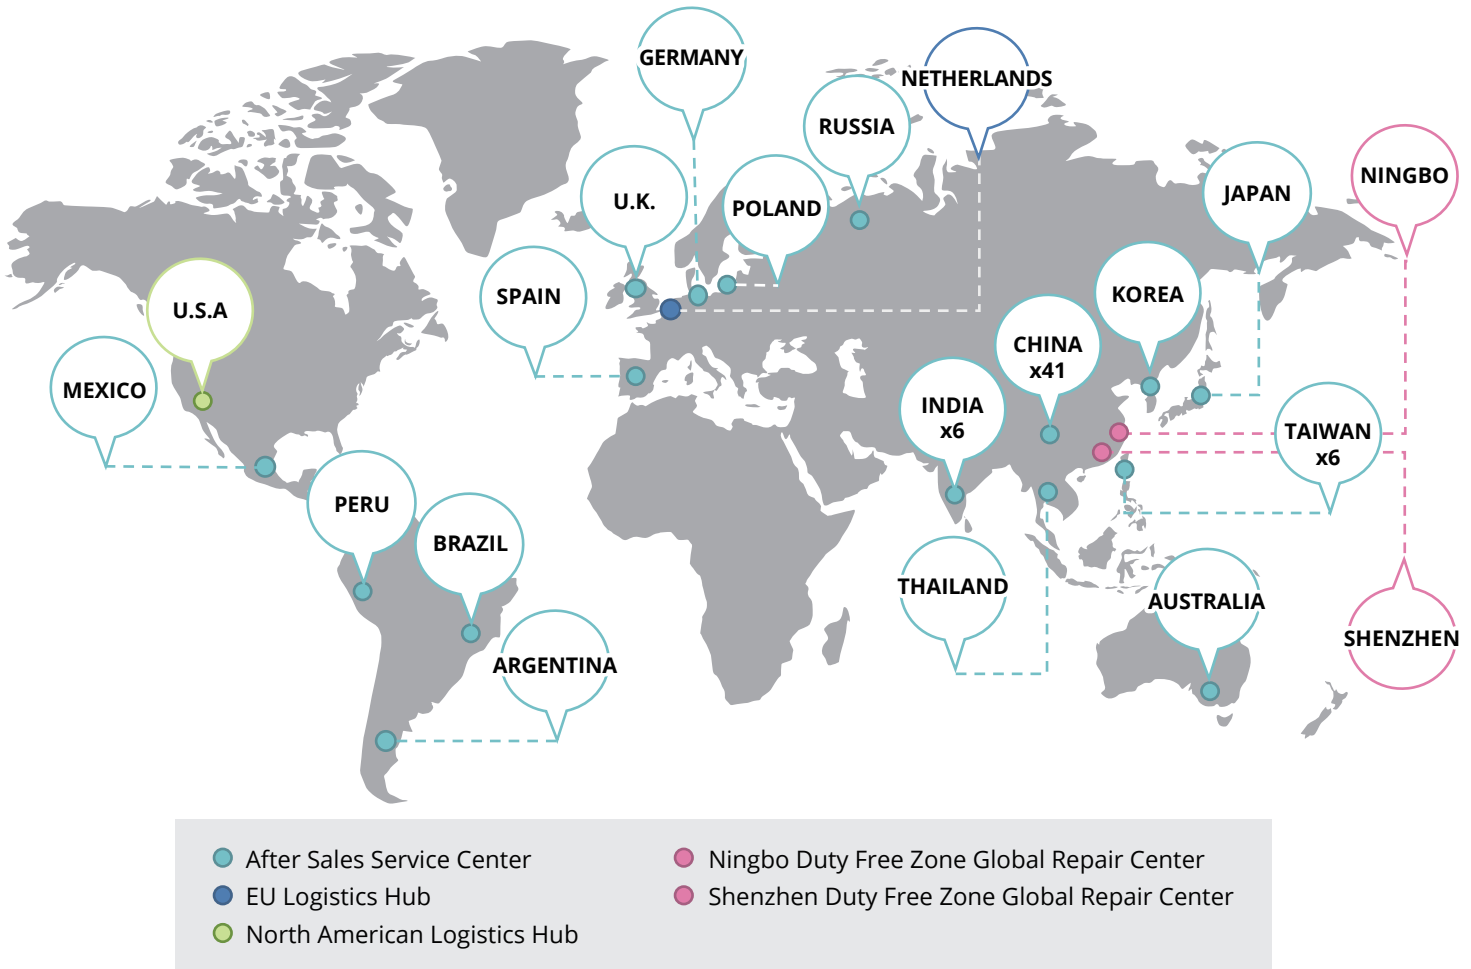 GERMANY
NETHERLANDS
RUSSIA
NINGBO
JAPAN
U.K.
POLAND
SPAIN
KOREA
U.S.A
CHINA
x41
MEXICO
INDIA
x6
TAIWAN
x6
PERU
BRAZIL
THAILAND
AUSTRALIA
SHENZHEN
ARGENTINA
After Sales Service Center
EU Logistics Hub
North American Logistics Hub
Ningbo Duty Free Zone Global Repair Center
Shenzhen Duty Free Zone Global Repair Center